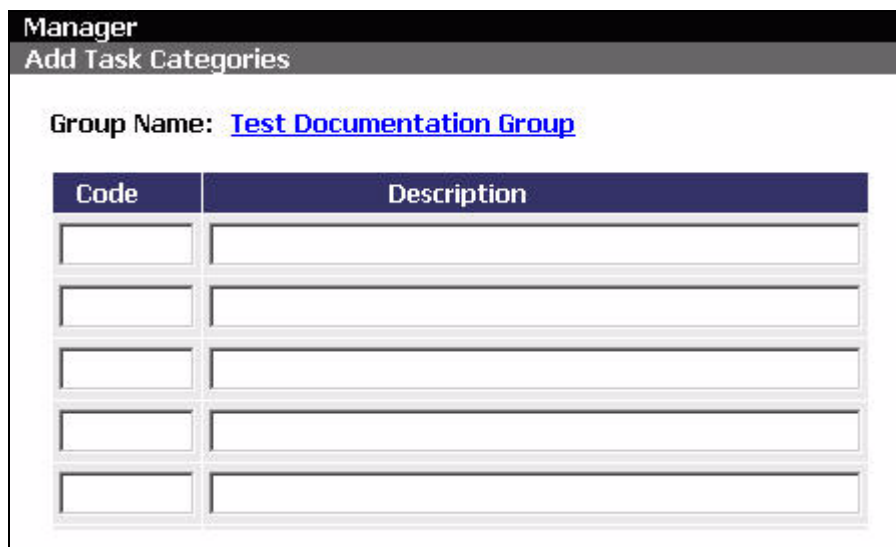 Manager
Add Task Categories
Group Name: Test Documentation Group
Code Description